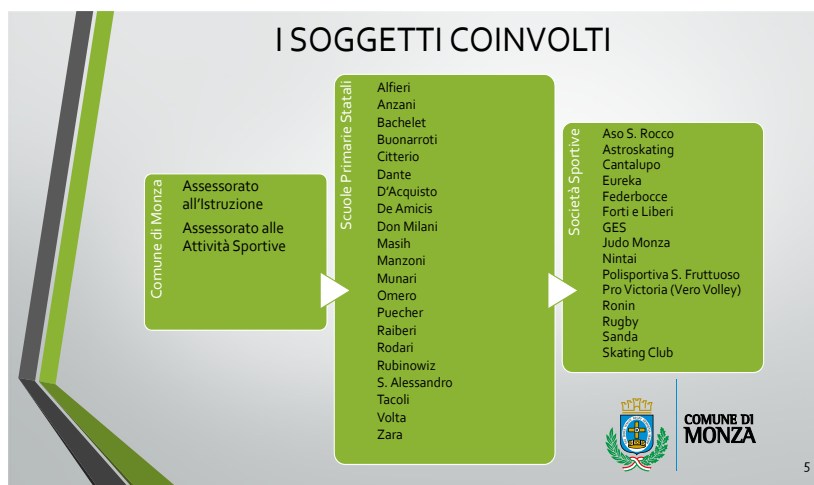 I SOGGETTI COINVOLTI
Comune di Monza
Assessorato
all'Istruzione
Assessorato alle
Attività Sportive
Scuole Primarie Statali
Alfieri
Anzani
Bachelet
Buonarroti
Citterio
Dante
D'Acquisto
De Amicis
Don Milani
Masih
Manzoni
Munari
Omero
Puecher
Raiberi
Rodari
Rubinowiz
S. Alessandro
Tacoli
Volta
Zara
Società Sportive
Aso S. Rocco
Astroskating
Cantalupo
Eureka
Federbocce
Forti e Liberi
GES
Judo Monza
Nintai
Polisportiva S. Fruttuoso
Pro Victoria (Vero Volley)
Ronin
Rugby
Sanda
Skating Club
COMUNE DI
MONZA
5